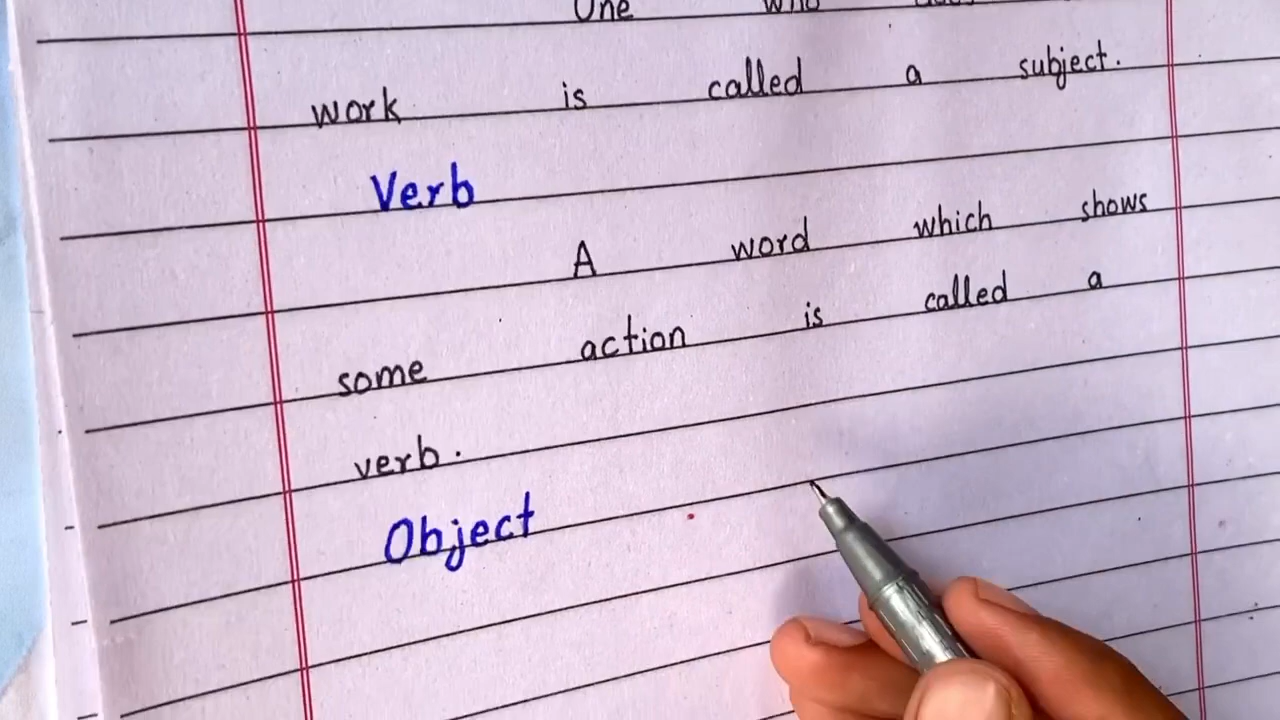 One who
work is called a subject.
Verb
A word which shows
some action is called a
verb.
Object